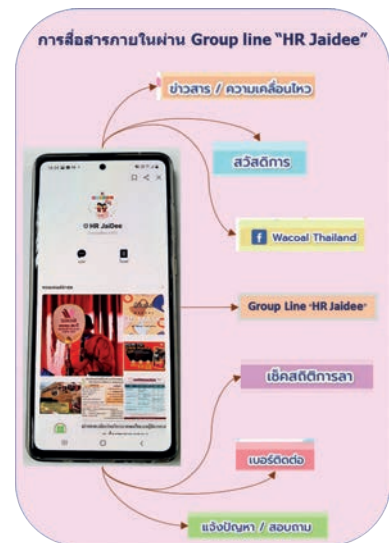 การสื่อสารภายในผ่าน Group line "HR Jaidee"
ข่าวสาร / ความเคลื่อนไหว
สวัสดิการ
Wacoal Thailand
HR JaiDee
Group Line "HR Jaidee"
เช็คสถิติการลา
เบอร์ติดต่อ
แจ้งปัญหา / สอบถาม